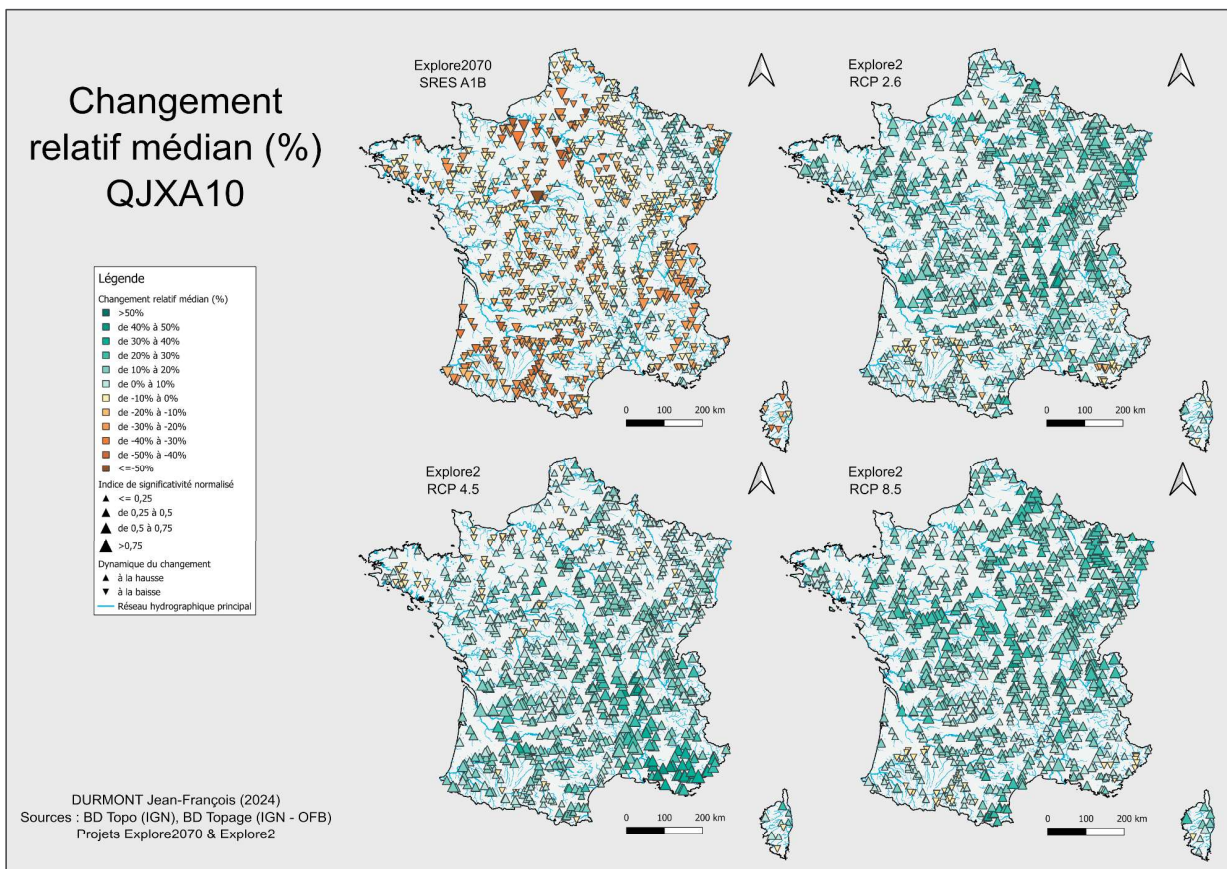 Changement
relatif médian (%)
QJXA10
Légende
Changement relatif médian (%)
>50%
de 40% à 50%
de 30% à 40%
de 20% à 30%
de 10% à 20%
de 0% à 10%
de -10% à 0%
de -20% à -10%
de -30% à -20%
de -40% à -30%
de -50% à -40%
<=-50%
Indice de significativité normalisé
<= 0,25
de 0,25 à 0,5
de 0,5 à 0,75
>0,75
Dynamique du changement
à la hausse
à la baisse
Réseau hydrographique principal
DURMONT Jean-François (2024)
Sources : BD Topo (IGN), BD Topage (IGN - OFB)
Projets Explore2070 & Explore2
Explore2070
SRES A1B
0 100 200 km
Explore2
RCP 2.6
0 100 200 km
Explore2
RCP 4.5
0 100 200 km
Explore2
RCP 8.5
0 100 200 km